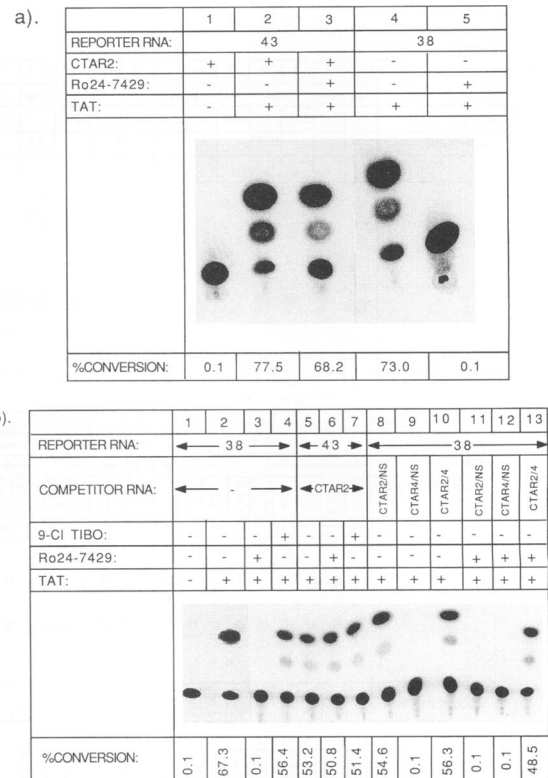 a).
1 2 3 4 5
REPORTER RNA: 43 38
CTAR2: + + + - -
Ro24-7429: - - + - +
TAT: - + + + +
%CONVERSION: 0.1 77.5 68.2 73.0 0.1
).
1 2 3 4 5 6 7 8 9 10 11 12 13
REPORTER RNA: 38 43 38
COMPETITOR RNA: - CTAR2 CTAR2/NS CTAR4/NS CTAR2/4 CTAR2/NS CTAR4/NS CTAR2/4
9-Cl TIBO: - - - + - - + - - - - - -
Ro24-7429: - - + - - + - - - - + + +
TAT: - + + + + + + + + + + + +
%CONVERSION: 0.1 67.3 0.1 56.4 53.2 50.8 51.4 54.6 0.1 56.3 0.1 0.1 48.5